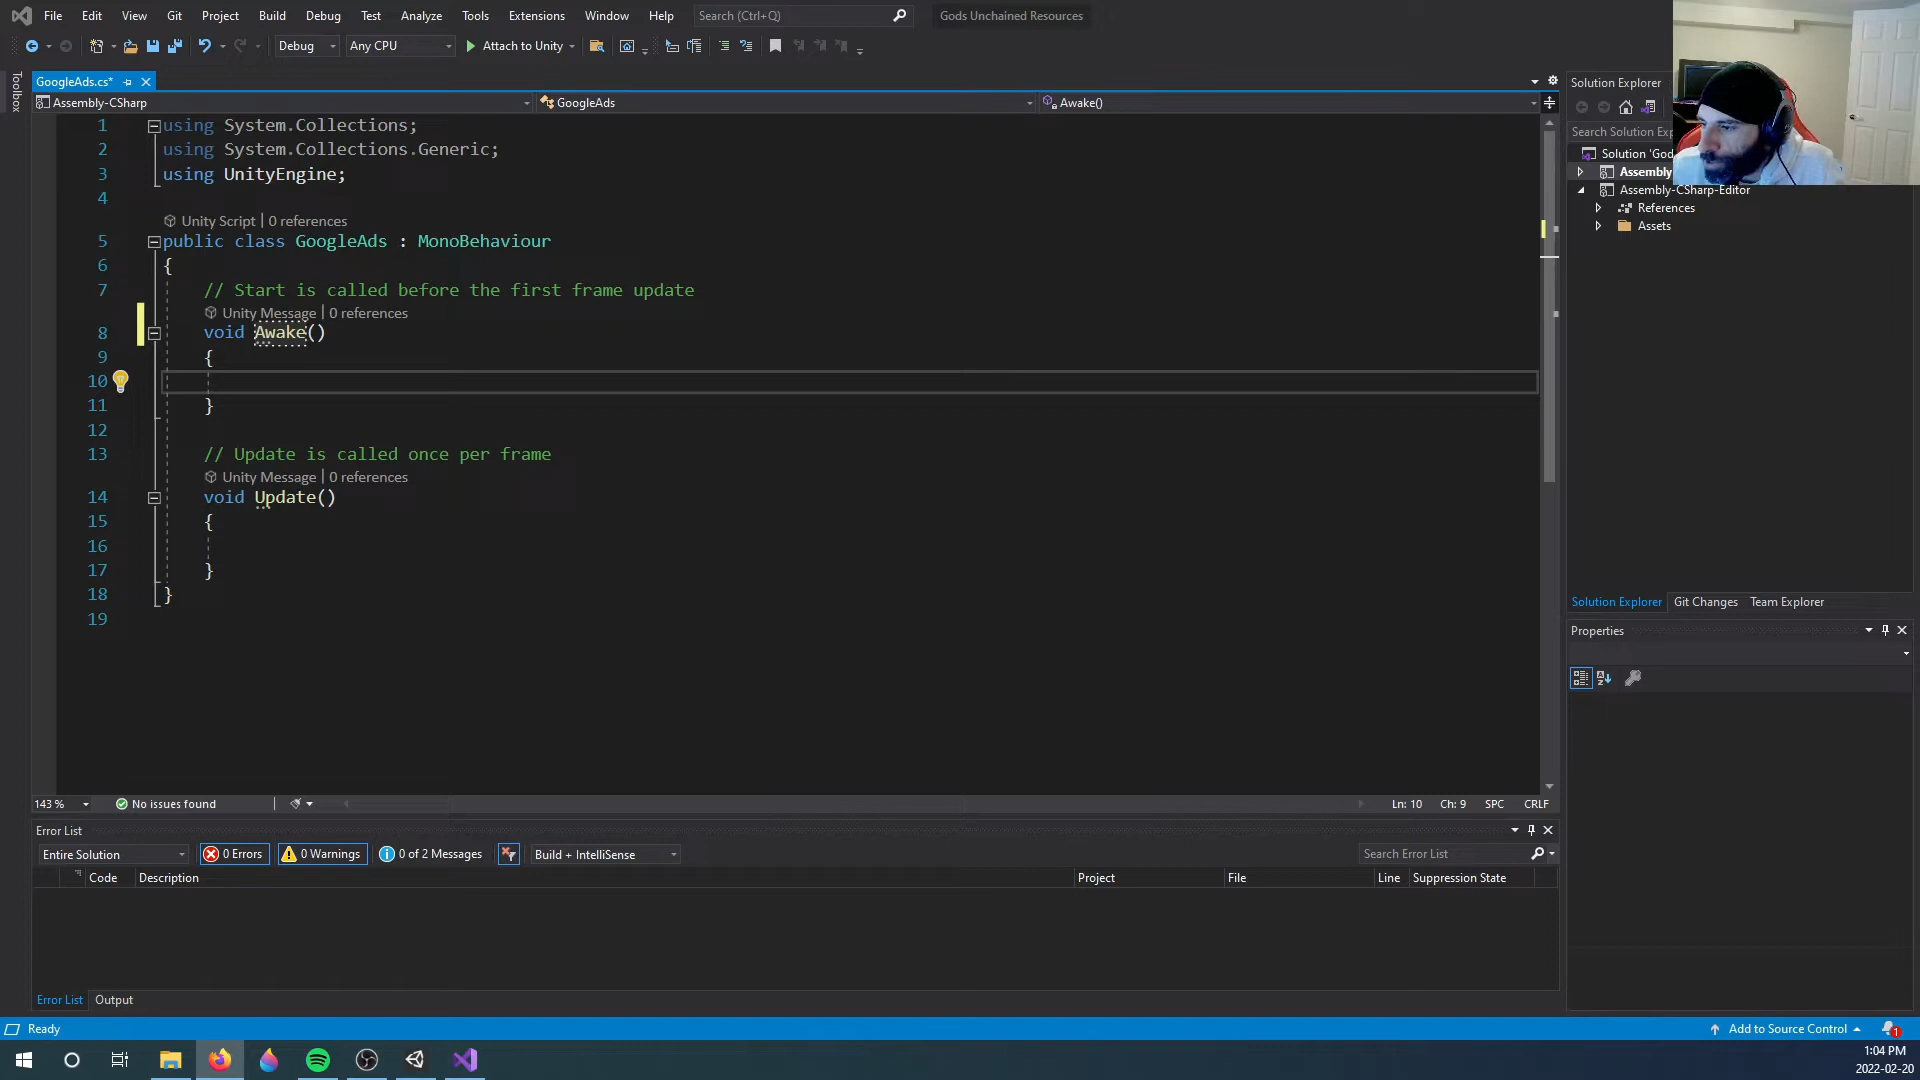 File Edit View Git Project Build Debug Test Analyze Tools Extensions Window Help Search (Ctrl+Q) Gods Unchained Resources
Debug Any CPU Attach to Unity
Toolbox
GoogleAds.cs*
Assembly-CSharp GoogleAds Awake()
1 using System.Collections;
2 using System.Collections.Generic;
3 using UnityEngine;
4
Unity Script | 0 references
5 public class GoogleAds : MonoBehaviour
6 {
7 // Start is called before the first frame update
Unity Message | 0 references
8 void Awake()
9 {
10
11 }
12
13 // Update is called once per frame
Unity Message | 0 references
14 void Update()
15 {
16
17 }
18 }
19
143 % No issues found Ln: 10 Ch: 9 SPC CRLF
Error List
Entire Solution 0 Errors 0 Warnings 0 of 2 Messages Build + IntelliSense Search Error List
Code Description Project File Line Suppression State
Error List Output
Solution Explorer
Search Solution Exp
Solution 'God
Assembly
Assembly-CSharp-Editor
References
Assets
Solution Explorer Git Changes Team Explorer
Properties
Ready Add to Source Control 1
1:04 PM
2022-02-20